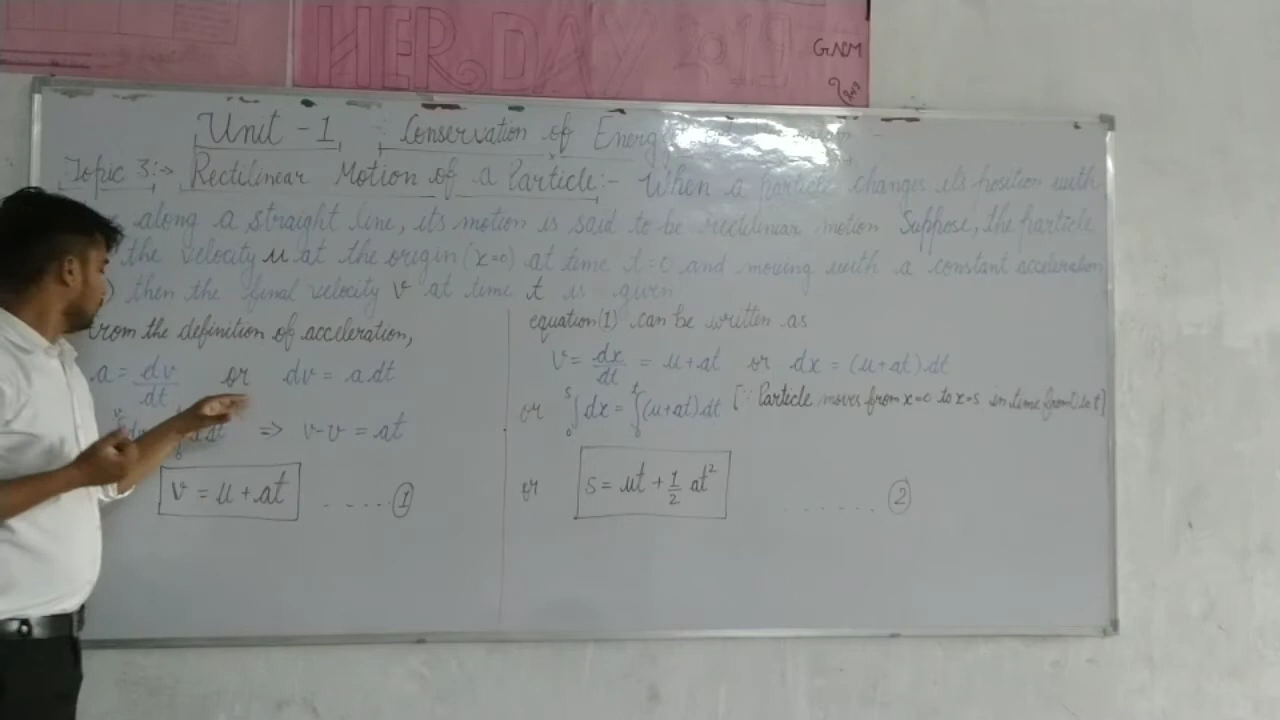 HER DAY
GNCM
Unit - 1 : Conservation of Energy
Topic 3:→ Rectilinear Motion of a Particle:- When a particle changes its position with
along a straight line, its motion is said to be rectilinear motion Suppose, the particle
the velocity u at the origin (x=0) at time t=0 and moving with a constant acceleration
) then the final velocity v at time t is given
from the definition of acceleration,
a = dv/dt or dv = a dt
⇒ v-v = at
v = u + at ..... ①
equation (1) can be written as
v = dx/dt = u + at or dx = (u+at).dt
or ∫₀ˢ dx = ∫₀ᵗ (u+at).dt [∵ Particle moves from x=0 to x=s in time from 0 to t]
or s = ut + 1/2 at² ...... ②